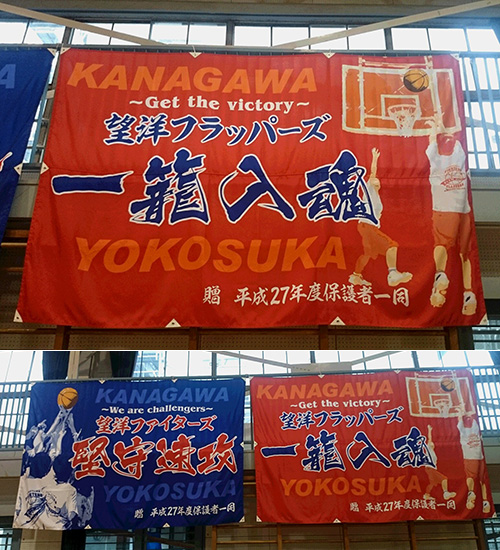 KANAGAWA
~Get the victory~
望洋フラッパーズ
一籠入魂
YOKOSUKA
贈 平成27年度保護者一同
KANAGAWA
~We are challengers~
望洋ファイターズ
堅守速攻
YOKOSUKA
贈 平成27年度保護者一同
KANAGAWA
~Get the victory~
望洋フラッパーズ
一籠入魂
YOKOSUKA
贈 平成27年度保護者一同